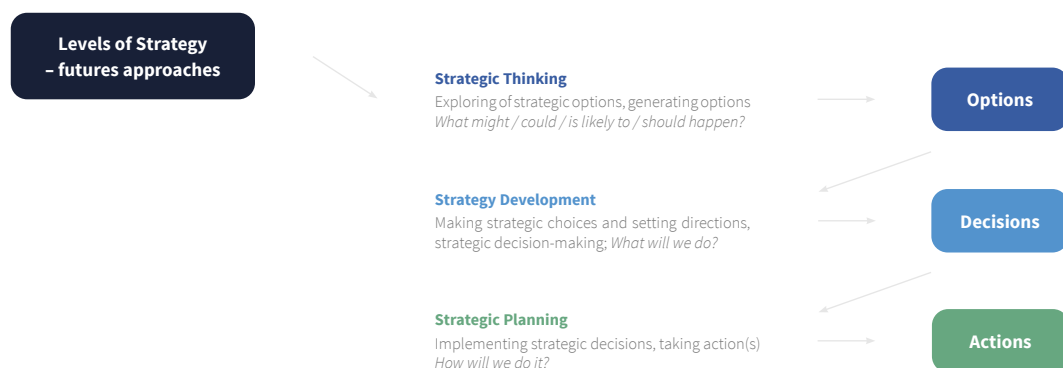 Levels of Strategy
– futures approaches
Strategic Thinking
Exploring of strategic options, generating options
What might / could / is likely to / should happen?
Options
Strategy Development
Making strategic choices and setting directions,
strategic decision-making; What will we do?
Decisions
Strategic Planning
Implementing strategic decisions, taking action(s)
How will we do it?
Actions